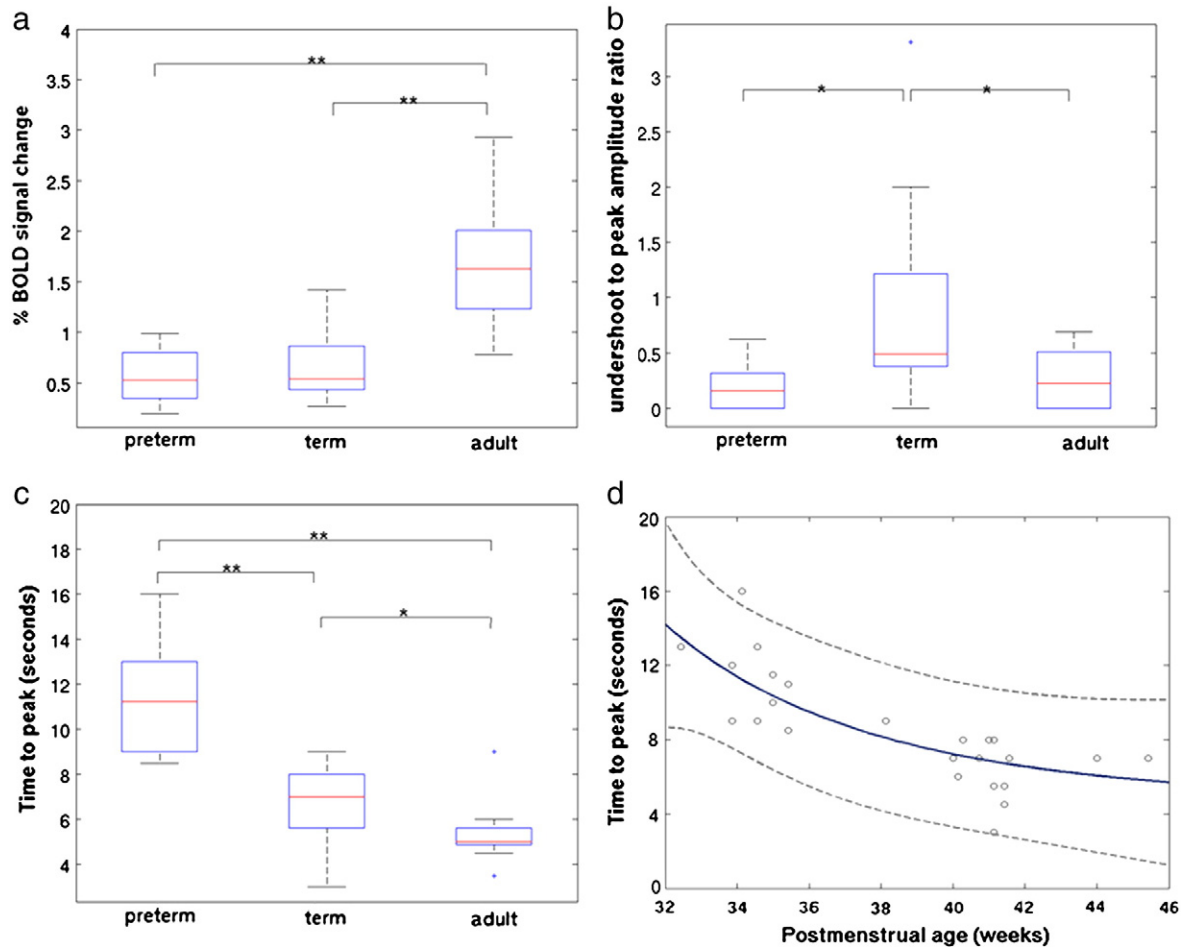 a
% BOLD signal change
4
3.5
3
2.5
2
1.5
1
0.5
**
**
preterm term adult
b
undershoot to peak amplitude ratio
3
2.5
2
1.5
1
0.5
0
* *
preterm term adult
c
Time to peak (seconds)
20
18
16
14
12
10
8
6
4
**
**
*
preterm term adult
d
Time to peak (seconds)
20
16
12
8
4
0
32 34 36 38 40 42 44 46
Postmenstrual age (weeks)